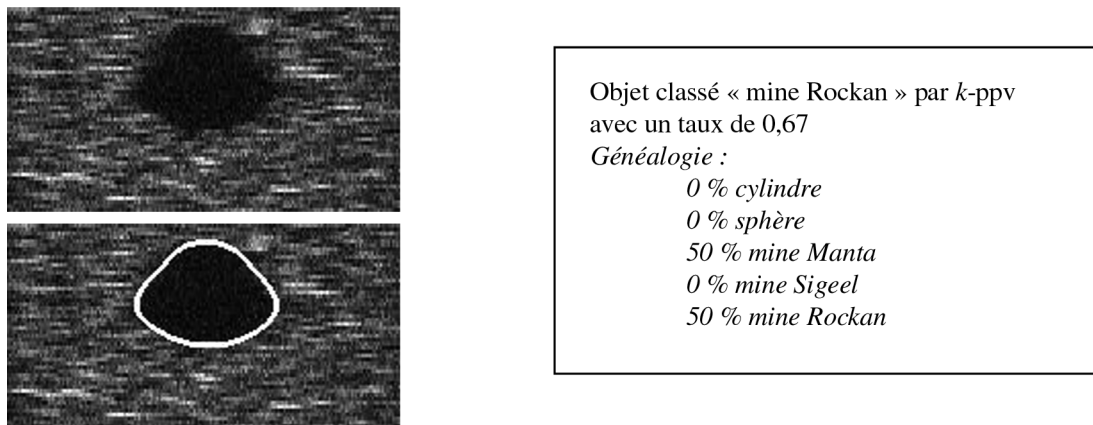 Objet classé « mine Rockan » par k-ppv
avec un taux de 0,67
Généalogie :
0 % cylindre
0 % sphère
50 % mine Manta
0 % mine Sigeel
50 % mine Rockan